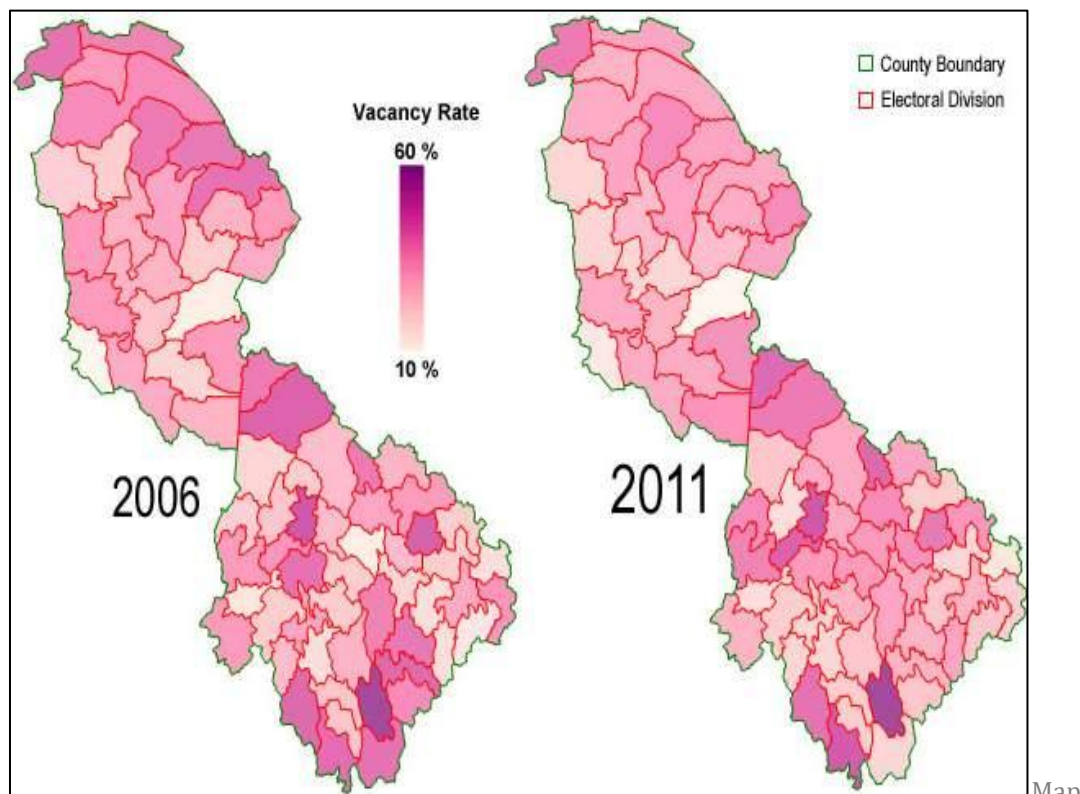 County Boundary
Electoral Division
Vacancy Rate
60 %
10 %
2006
2011
Map